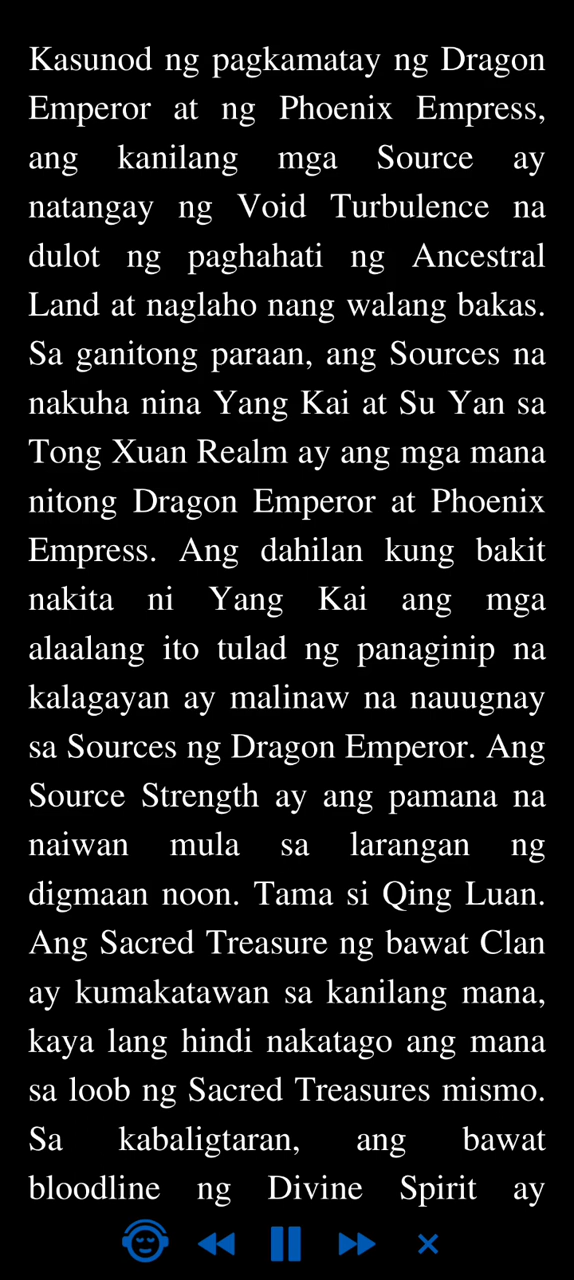 Kasunod ng pagkamatay ng Dragon
Emperor at ng Phoenix Empress,
ang kanilang mga Source ay
natangay ng Void Turbulence na
dulot ng paghahati ng Ancestral
Land at naglaho nang walang bakas.
Sa ganitong paraan, ang Sources na
nakuha nina Yang Kai at Su Yan sa
Tong Xuan Realm ay ang mga mana
nitong Dragon Emperor at Phoenix
Empress. Ang dahilan kung bakit
nakita ni Yang Kai ang mga
alaalang ito tulad ng panaginip na
kalagayan ay malinaw na nauugnay
sa Sources ng Dragon Emperor. Ang
Source Strength ay ang pamana na
naiwan mula sa larangan ng
digmaan noon. Tama si Qing Luan.
Ang Sacred Treasure ng bawat Clan
ay kumakatawan sa kanilang mana,
kaya lang hindi nakatago ang mana
sa loob ng Sacred Treasures mismo.
Sa kabaligtaran, ang bawat
bloodline ng Divine Spirit ay